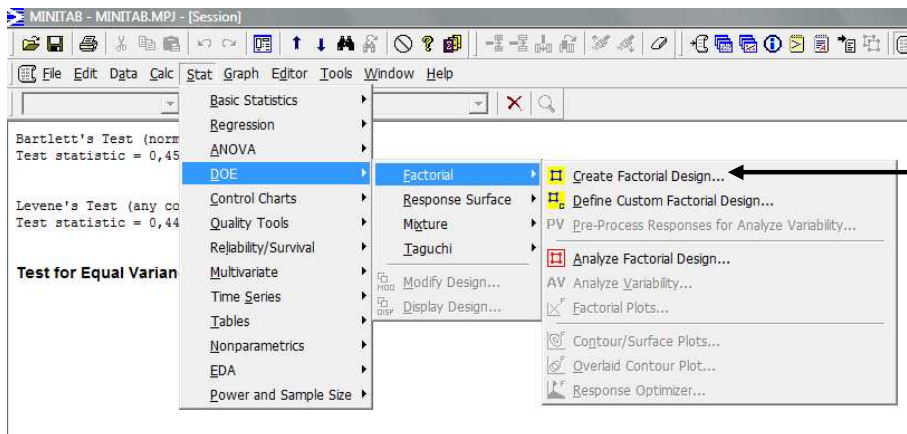 MINITAB - MINITAB.MPJ - [Session]
File Edit Data Calc Stat Graph Editor Tools Window Help
Bartlett's Test (norm
Test statistic = 0,45
Levene's Test (any co
Test statistic = 0,44
Test for Equal Varian
Basic Statistics
Regression
ANOVA
DOE
Control Charts
Quality Tools
Reliability/Survival
Multivariate
Time Series
Tables
Nonparametrics
EDA
Power and Sample Size
Factorial
Response Surface
Mixture
Taguchi
MOD Modify Design...
DISP Display Design...
Create Factorial Design...
Define Custom Factorial Design...
PV Pre-Process Responses for Analyze Variability...
Analyze Factorial Design...
AV Analyze Variability...
Factorial Plots...
Contour/Surface Plots...
Overlaid Contour Plot...
Response Optimizer...